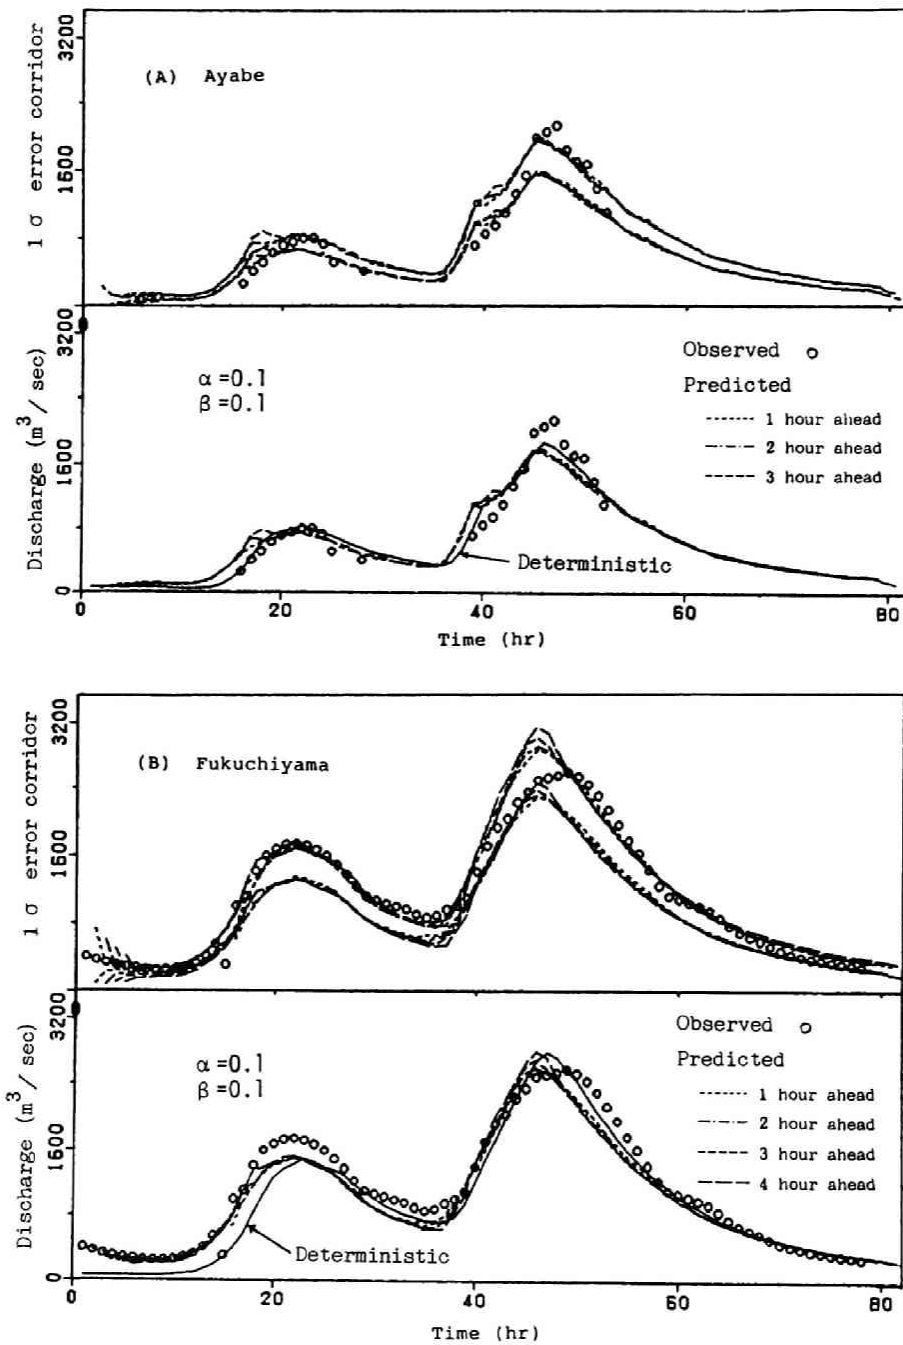 (A) Ayabe
1 σ error corridor
3200
1600
Discharge (m³/ sec)
3200
1600
0
α =0.1
β =0.1
Observed
Predicted
1 hour ahead
2 hour ahead
3 hour ahead
Deterministic
0 20 40 60 80
Time (hr)
(B) Fukuchiyama
1 σ error corridor
3200
1600
Discharge (m³/ sec)
3200
1600
0
α =0.1
β =0.1
Observed
Predicted
1 hour ahead
2 hour ahead
3 hour ahead
4 hour ahead
Deterministic
0 20 40 60 80
Time (hr)